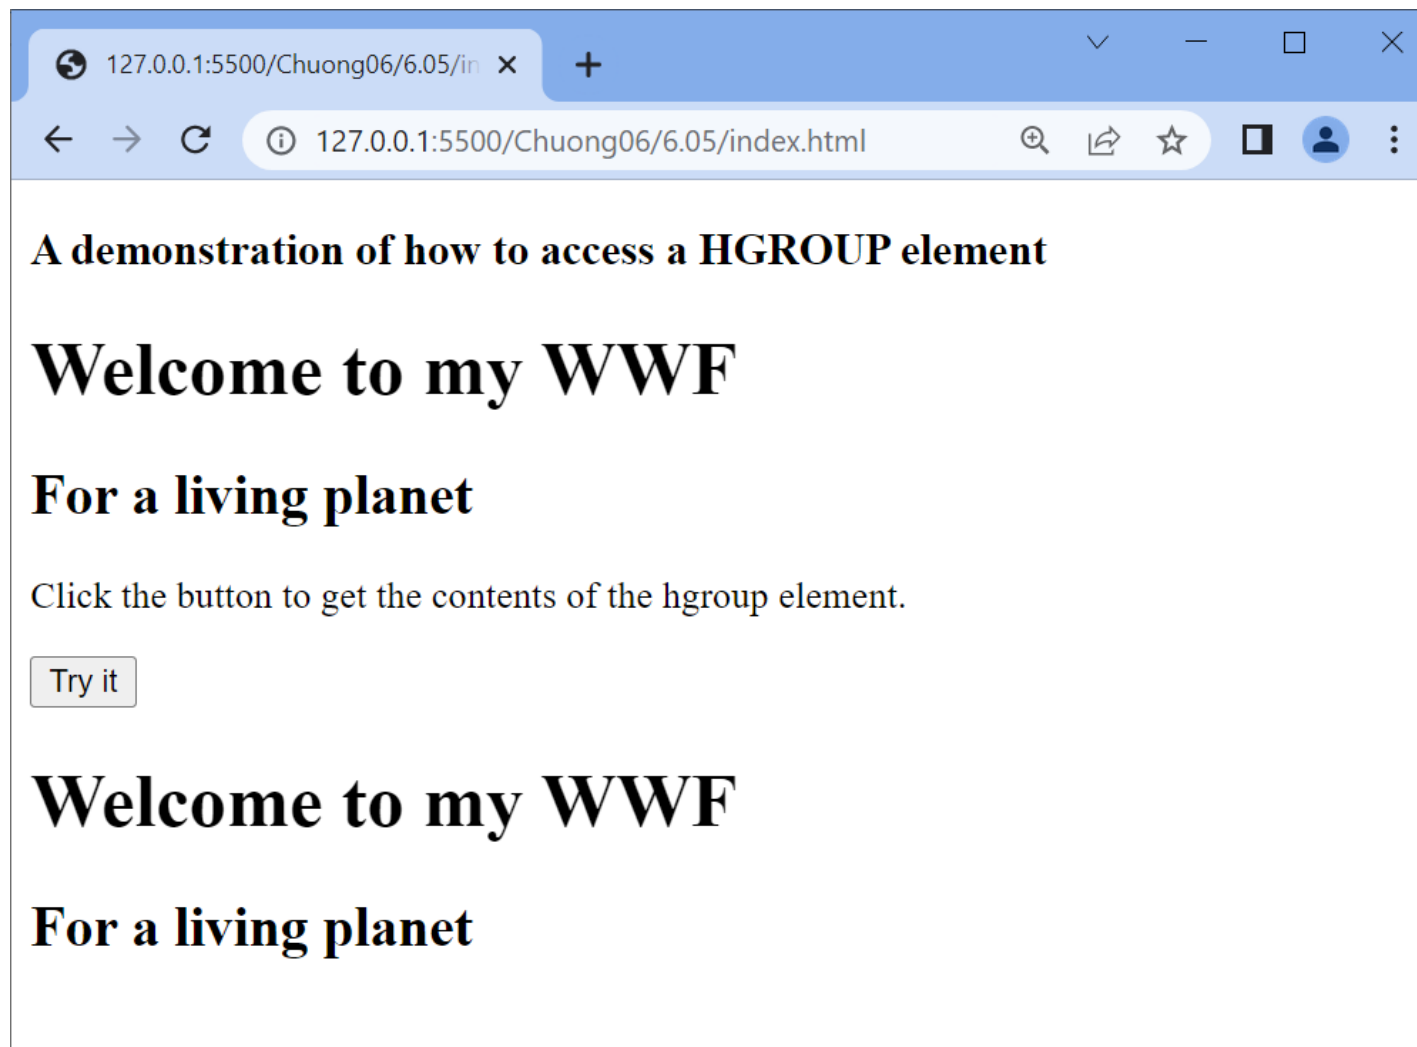 127.0.0.1:5500/Chuong06/6.05/in
127.0.0.1:5500/Chuong06/6.05/index.html
A demonstration of how to access a HGROUP element
Welcome to my WWF
For a living planet
Click the button to get the contents of the hgroup element.
Try it
Welcome to my WWF
For a living planet